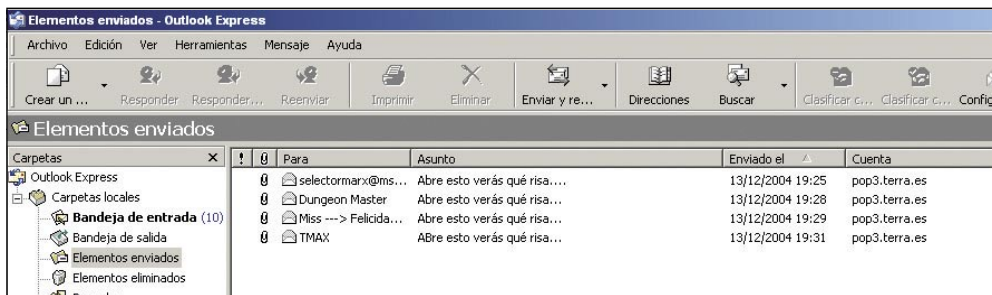 Elementos enviados - Outlook Express
Archivo Edición Ver Herramientas Mensaje Ayuda
Crear un ... Responder Responder... Reenviar Imprimir Eliminar Enviar y re... Direcciones Buscar Clasificar c... Clasificar c... Config
Elementos enviados
Carpetas x ! Para Asunto Enviado el Cuenta
Outlook Express
Carpetas locales
Bandeja de entrada (10)
Bandeja de salida
Elementos enviados
Elementos eliminados
selectormarx@ms... Abre esto verás qué risa.... 13/12/2004 19:25 pop3.terra.es
Dungeon Master Abre esto verás qué risa... 13/12/2004 19:28 pop3.terra.es
Miss ---> Felicida... Abre esto verás qué risa... 13/12/2004 19:29 pop3.terra.es
TMAX ABre esto verás qué risa... 13/12/2004 19:31 pop3.terra.es